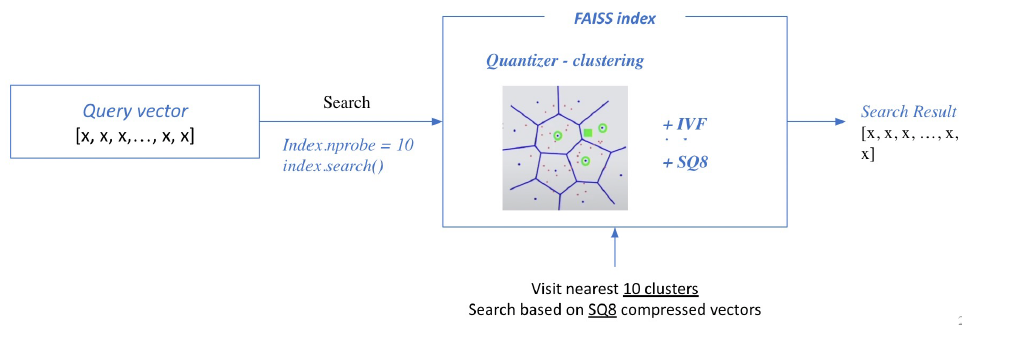 FAISS index
Quantizer - clustering
Query vector
[x, x, x,..., x, x]
Search
Index.nprobe = 10
index.search()
+ IVF
+ SQ8
Search Result
[x, x, x, ...,x,
x]
Visit nearest 10 clusters
Search based on SQ8 compressed vectors